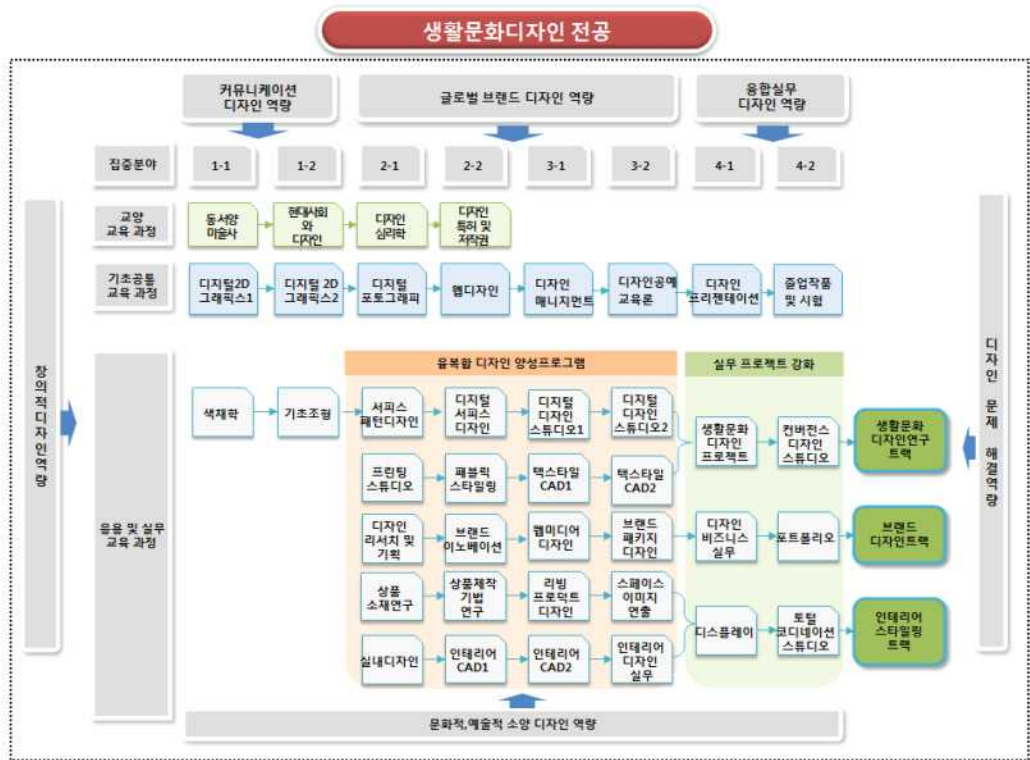 생활문화디자인 전공
커뮤니케이션
디자인 역량
글로벌 브랜드 디자인 역량
융합실무
디자인 역량
집중분야
1-1
1-2
2-1
2-2
3-1
3-2
4-1
4-2
교양
교육 과정
동서양
미술사
현대사회
와
디자인
디자인
심리학
디자인
특허 및
저작권
기초공통
교육 과정
디지털2D
그래픽스1
디지털 2D
그래픽스2
디지털
포토그래피
웹디자인
디자인
매니지먼트
디자인공예
교육론
디자인
프리젠테이션
졸업작품
및 시험
창의적디자인역량
디자인 문제 해결역량
응용 및 실무
교육 과정
융복합 디자인 양성프로그램
실무 프로젝트 강화
색채학
기초조형
서피스
패턴디자인
디지털
서피스
디자인
디지털
디자인
스튜디오1
디지털
디자인
스튜디오2
생활문화
디자인
프로젝트
컨버전스
디자인
스튜디오
생활문화
디자인연구
트랙
프린팅
스튜디오
패브릭
스타일링
텍스타일
CAD1
텍스타일
CAD2
디자인
리서치 및
기획
브랜드
이노베이션
웹미디어
디자인
브랜드
패키지
디자인
디자인
비즈니스
실무
포트폴리오
브랜드
디자인트랙
상품
소재연구
상품제작
기법
연구
리빙
프로덕트
디자인
스페이스
이미지
연출
디스플레이
토털
코디네이션
스튜디오
인테리어
스타일링
트랙
실내디자인
인테리어
CAD1
인테리어
CAD2
인테리어
디자인
실무
문화적,예술적 소양 디자인 역량